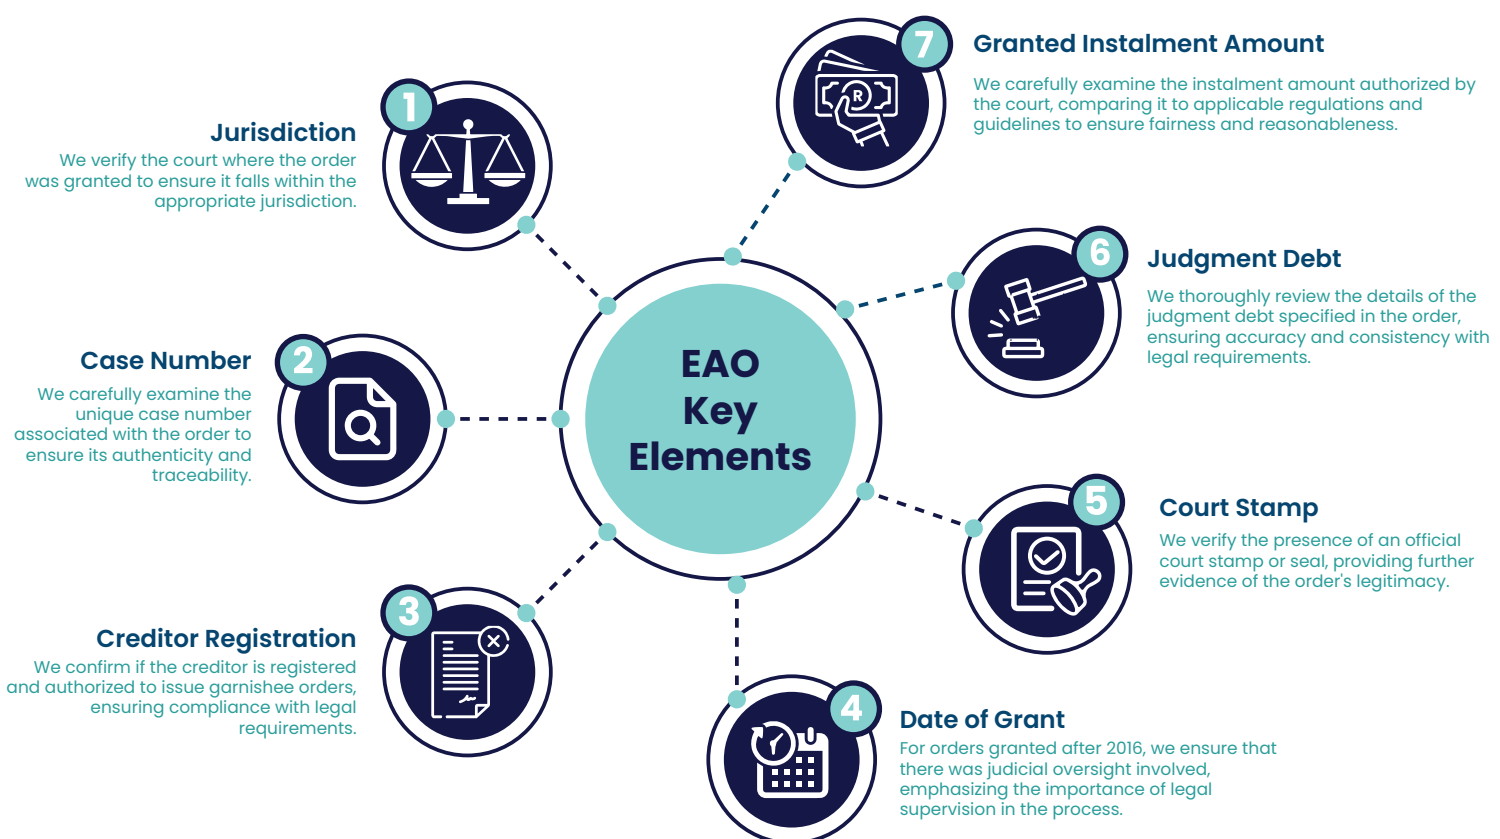 EAO
Key
Elements
1
Jurisdiction
We verify the court where the order
was granted to ensure it falls within the
appropriate jurisdiction.
2
Case Number
We carefully examine the
unique case number
associated with the order to
ensure its authenticity and
traceability.
3
Creditor Registration
We confirm if the creditor is registered
and authorized to issue garnishee orders,
ensuring compliance with legal
requirements.
4
Date of Grant
For orders granted after 2016, we ensure that
there was judicial oversight involved,
emphasizing the importance of legal
supervision in the process.
5
Court Stamp
We verify the presence of an official
court stamp or seal, providing further
evidence of the order's legitimacy.
6
Judgment Debt
We thoroughly review the details of the
judgment debt specified in the order,
ensuring accuracy and consistency with
legal requirements.
7
R
Granted Instalment Amount
We carefully examine the instalment amount authorized by
the court, comparing it to applicable regulations and
guidelines to ensure fairness and reasonableness.